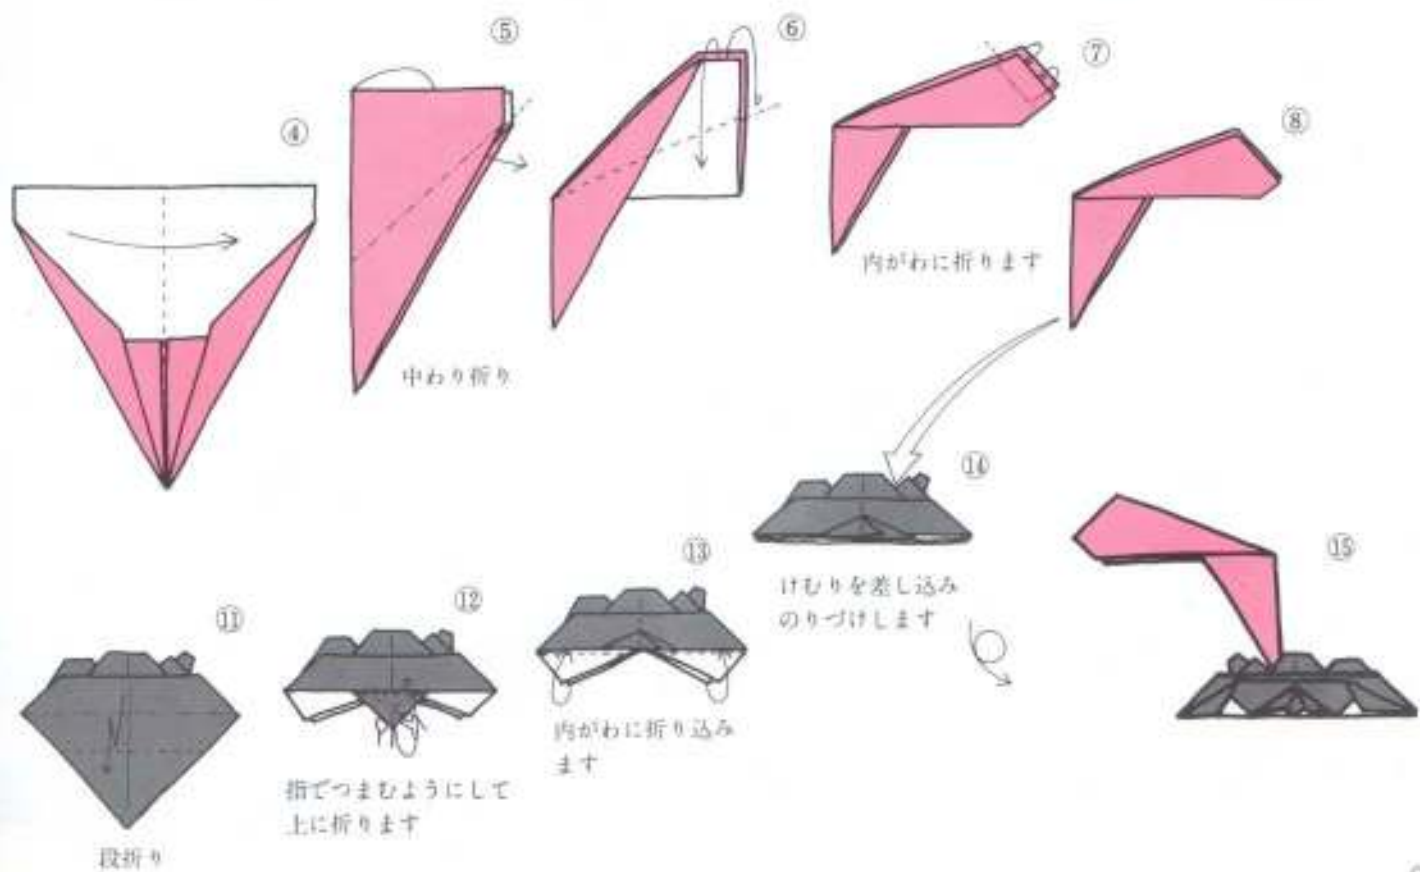 ④
⑤
中わり折り
⑥
⑦
内がわに折ります
⑧
⑪
段折り
⑫
指でつまむようにして
上に折ります
⑬
内がわに折り込み
ます
⑭
けむりを差し込み
のりづけします
⑮